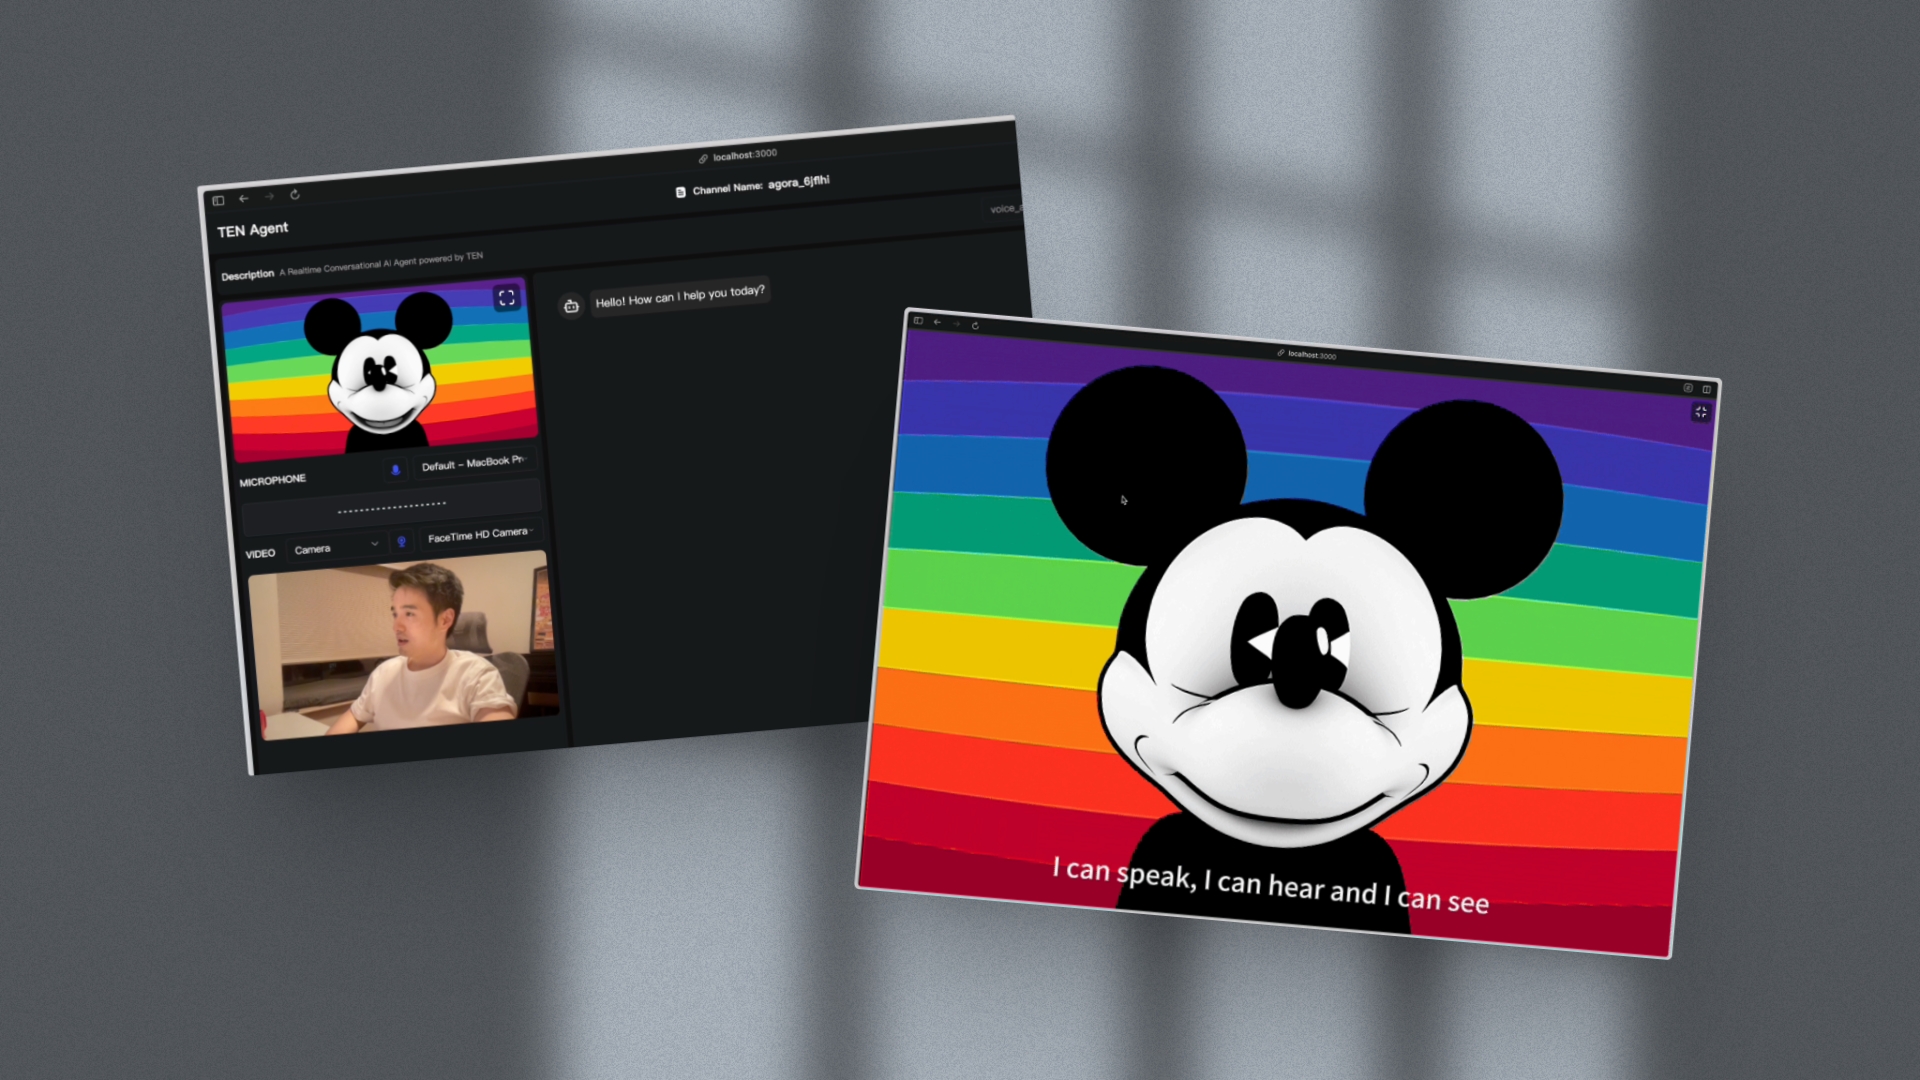 localhost:3000
Channel Name: agora_6jflhi
TEN Agent
voice_a
Description A Realtime Conversational AI Agent powered by TEN
Hello! How can I help you today?
MICROPHONE
Default - MacBook Pr
VIDEO
Camera
FaceTime HD Camera
localhost:3000
I can speak, I can hear and I can see